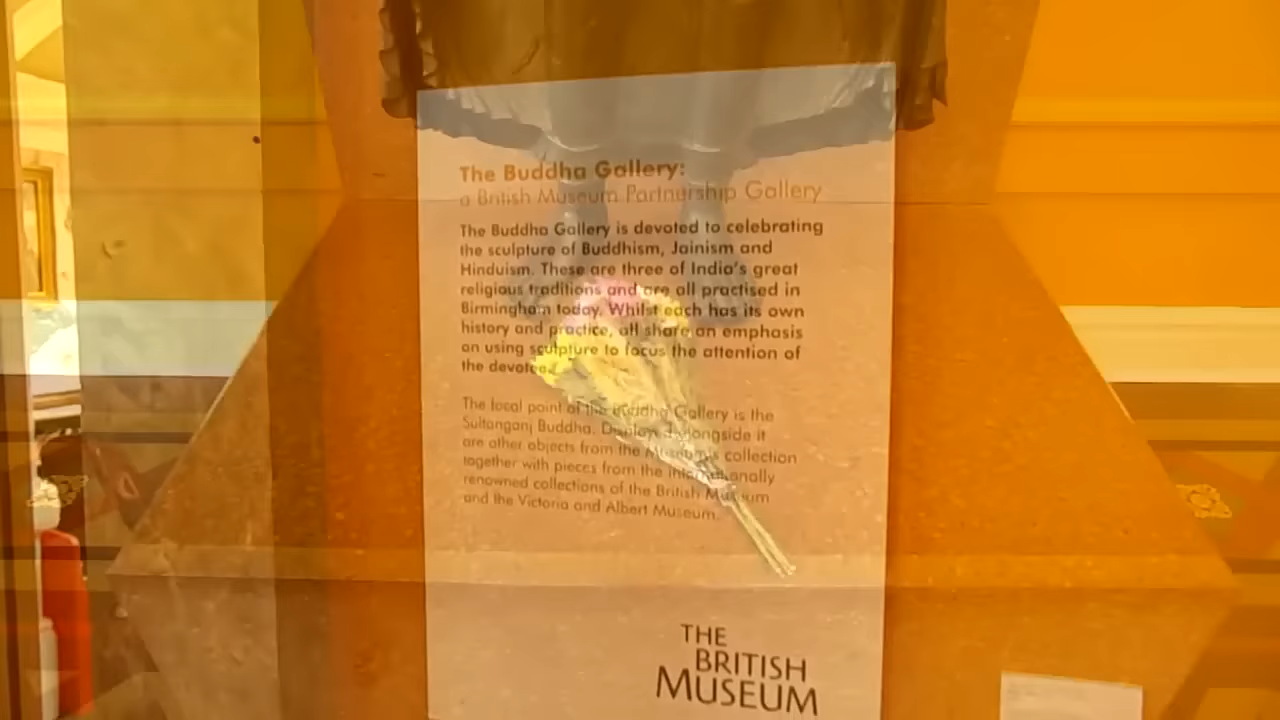 The Buddha Gallery:
a British Museum Partnership Gallery
The Buddha Gallery is devoted to celebrating
the sculpture of Buddhism, Jainism and
Hinduism. These are three of India's great
religious traditions and are all practised in
Birmingham today. Whilst each has its own
history and practice, all share an emphasis
on using sculpture to focus the attention of
the devotee.
The focal point of the Buddha Gallery is the
Sultanganj Buddha. Displayed alongside it
are other objects from the Museum's collection
together with pieces from the internationally
renowned collections of the British Museum
and the Victoria and Albert Museum.
THE
BRITISH
MUSEUM